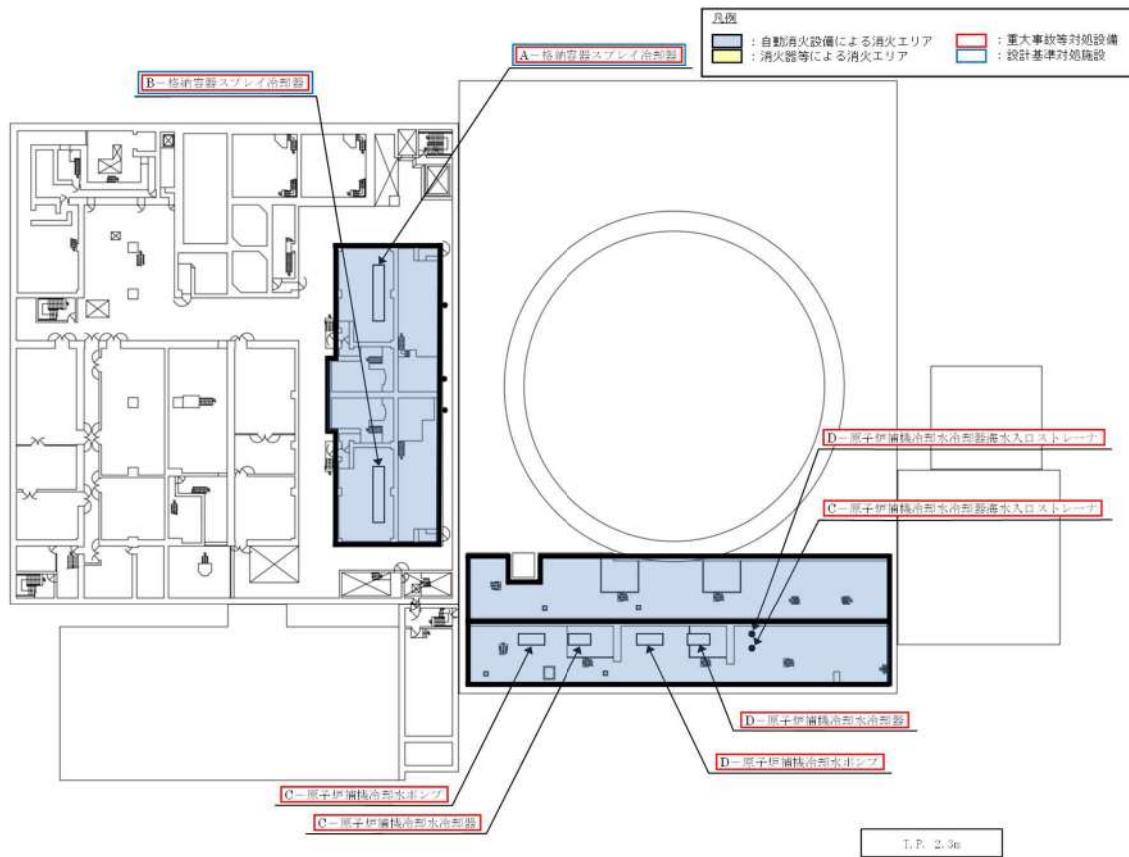 凡例
：自動消火設備による消火エリア
：重大事故等対処設備
：消火器等による消火エリア
：設計基準対処施設
A－格納容器スプレイ冷却器
B－格納容器スプレイ冷却器
D－原子炉補機冷却水冷却器海水入口ストレーナ
C－原子炉補機冷却水冷却器海水入口ストレーナ
D－原子炉補機冷却水冷却器
D－原子炉補機冷却水ポンプ
C－原子炉補機冷却水ポンプ
C－原子炉補機冷却水冷却器
T.P. 2.3m